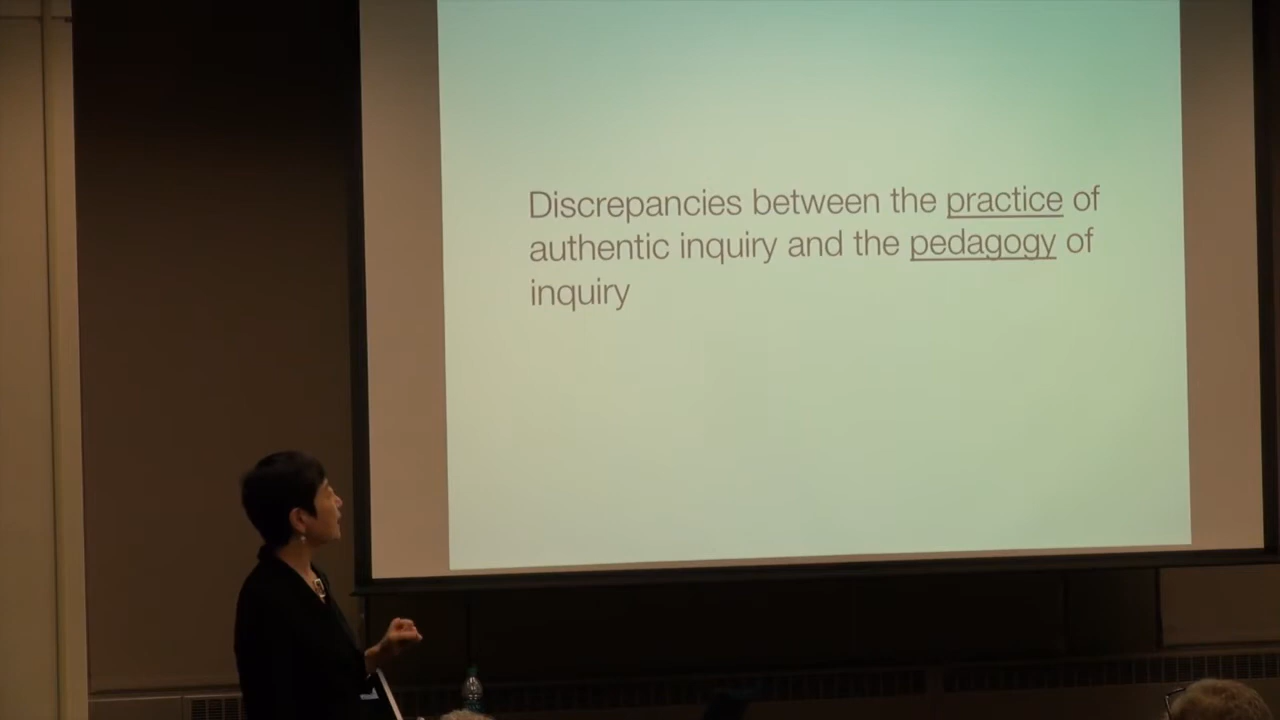 Discrepancies between the practice of
authentic inquiry and the pedagogy of
inquiry